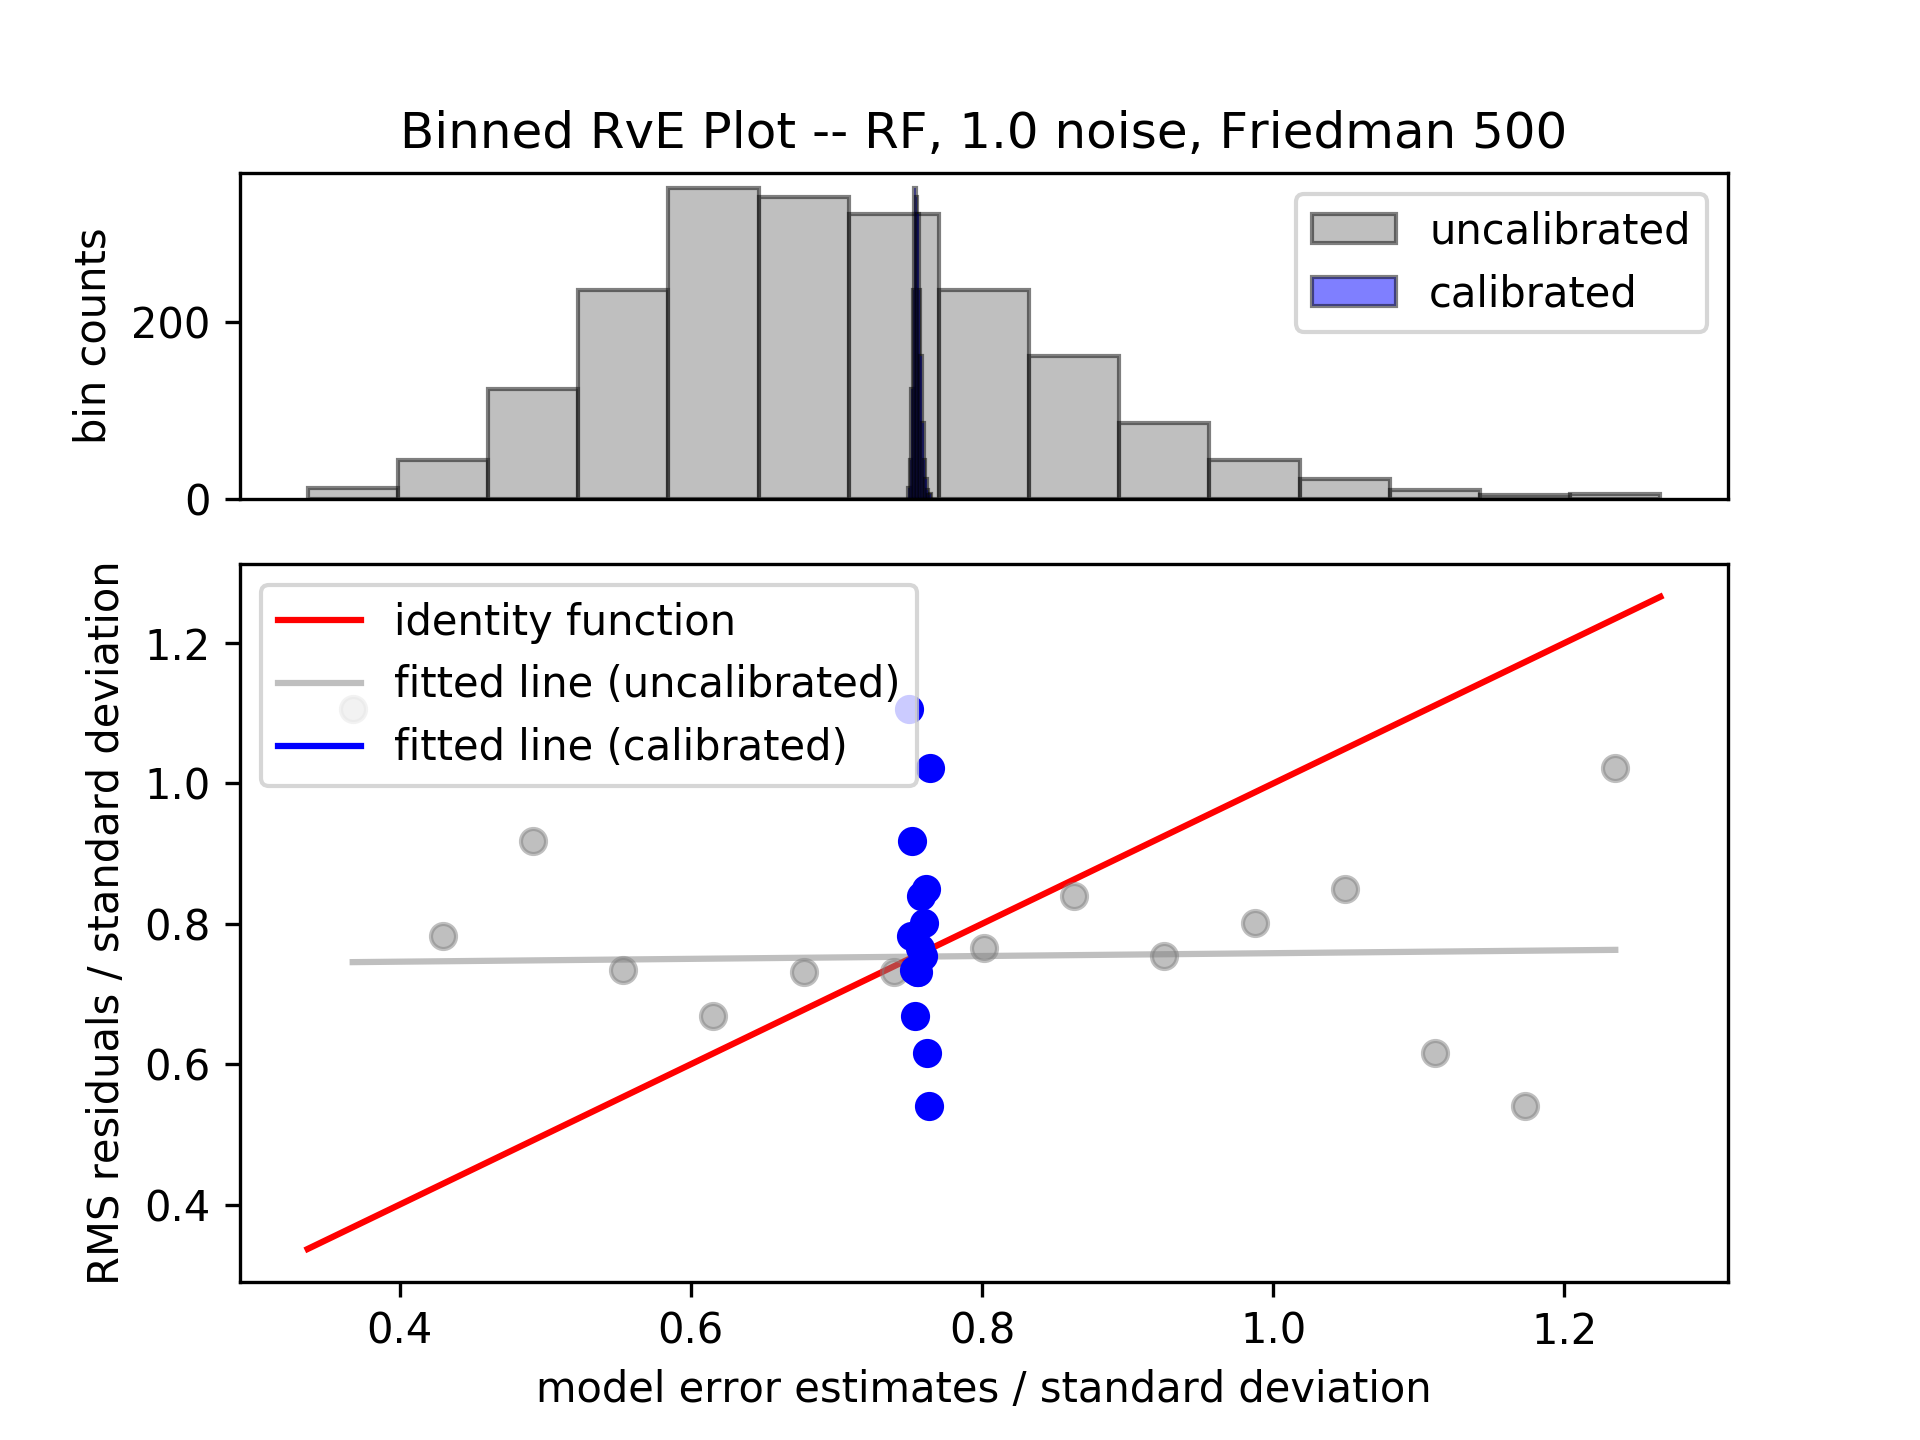 Binned RvE Plot -- RF, 1.0 noise, Friedman 500
bin counts
200
0
uncalibrated
calibrated
RMS residuals / standard deviation
1.2
1.0
0.8
0.6
0.4
identity function
fitted line (uncalibrated)
fitted line (calibrated)
0.4 0.6 0.8 1.0 1.2
model error estimates / standard deviation